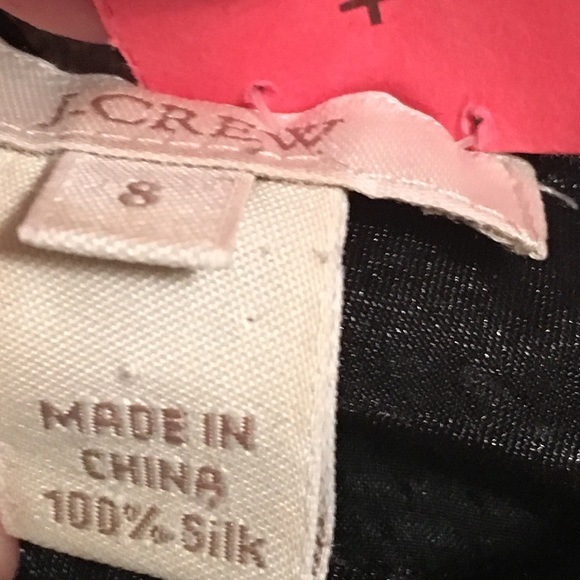 J.CREW
8
MADE IN
CHINA
100% Silk